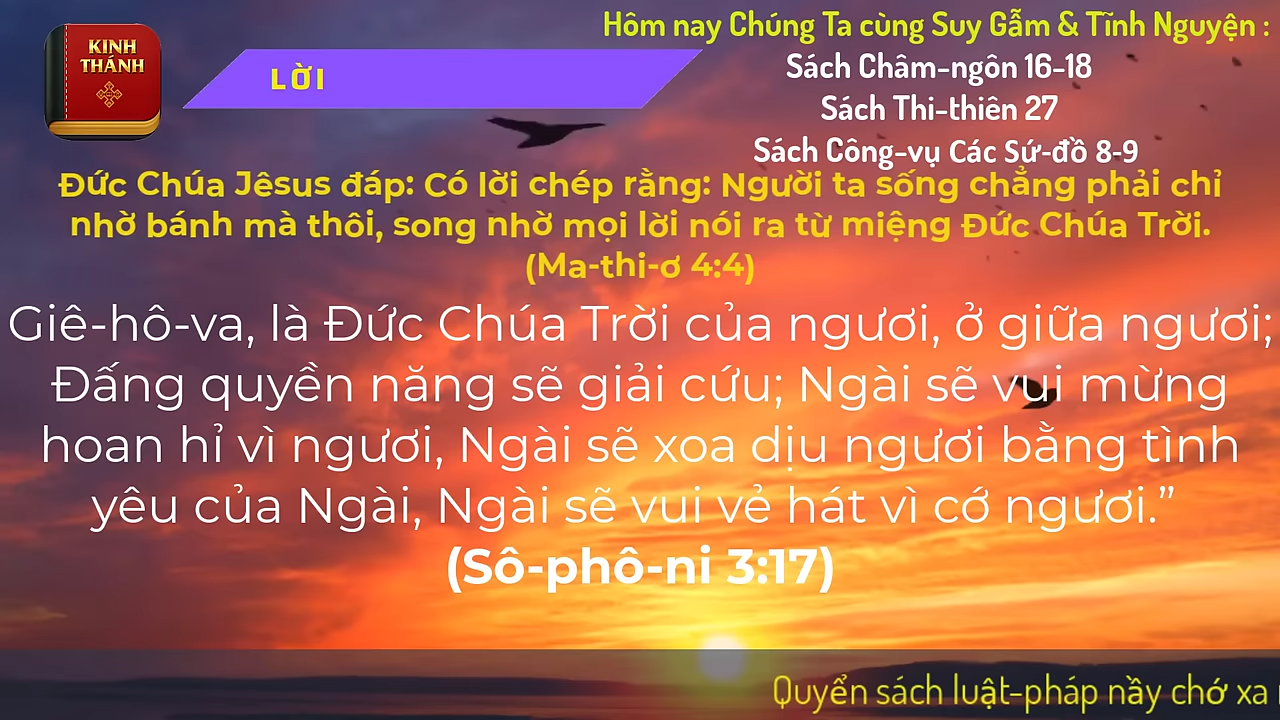 Hôm nay Chúng Ta cùng Suy Gẫm & Tĩnh Nguyện :
KINH
THÁNH
LỜI
Sách Châm-ngôn 16-18
Sách Thi-thiên 27
Sách Công-vụ Các Sứ-đồ 8-9
Đức Chúa Jêsus đáp: Có lời chép rằng: Người ta sống chẳng phải chỉ
nhờ bánh mà thôi, song nhờ mọi lời nói ra từ miệng Đức Chúa Trời.
(Ma-thi-ơ 4:4)
Giê-hô-va, là Đức Chúa Trời của ngươi, ở giữa ngươi;
Đấng quyền năng sẽ giải cứu; Ngài sẽ vui mừng
hoan hỉ vì ngươi, Ngài sẽ xoa dịu ngươi bằng tình
yêu của Ngài, Ngài sẽ vui vẻ hát vì cớ ngươi.”
(Sô-phô-ni 3:17)
Quyển sách luật-pháp nầy chớ xa